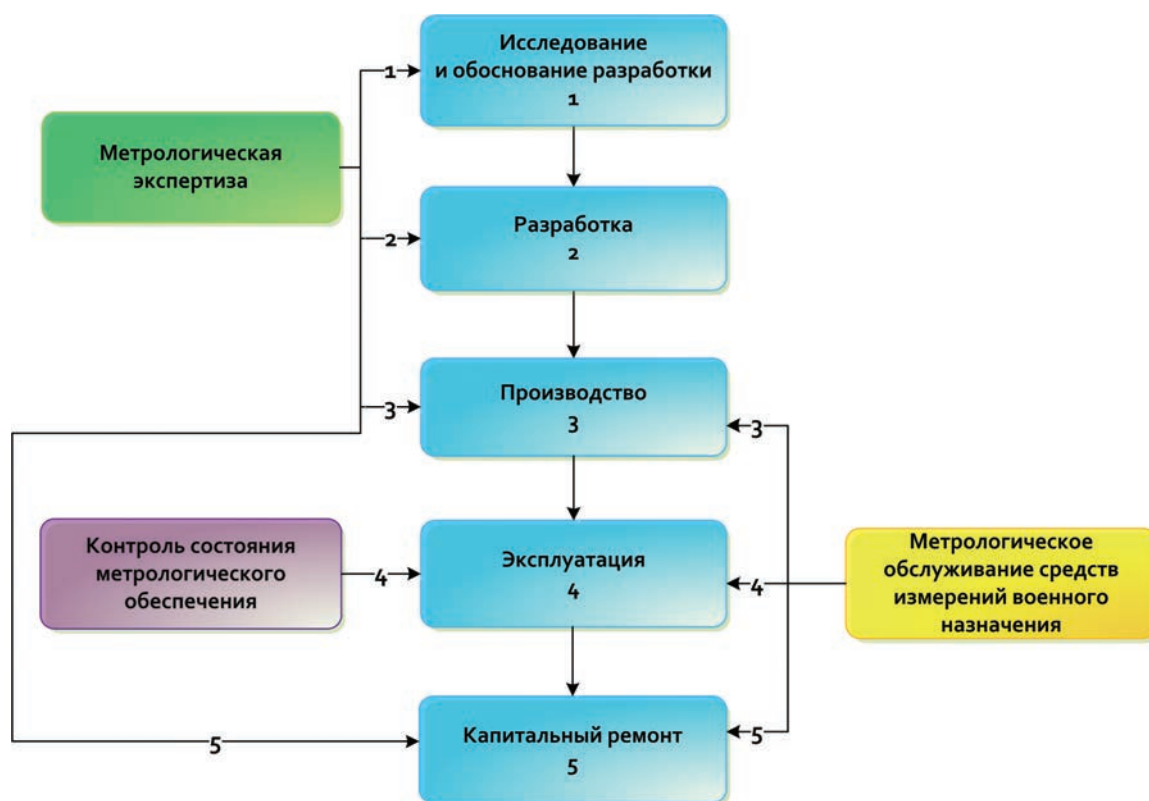 Исследование
и обоснование разработки
1
1
Метрологическая
экспертиза
Разработка
2
2
Производство
3
3
3
Контроль состояния
метрологического
обеспечения
4
Эксплуатация
4
4
Метрологическое
обслуживание средств
измерений военного
назначения
Капитальный ремонт
5
5
5